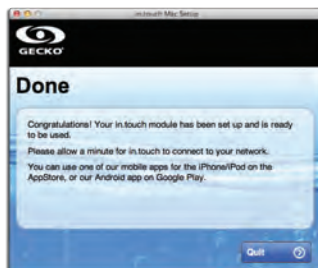 in.touch Mac Setup
GECKO
Done
Congratulations! Your in.touch module has been set up and is ready
to be used.
Please allow a minute for in.touch to connect to your network.
You can use one of our mobile apps for the iPhone/iPod on the
AppStore, or our Android app on Google Play.
Quit